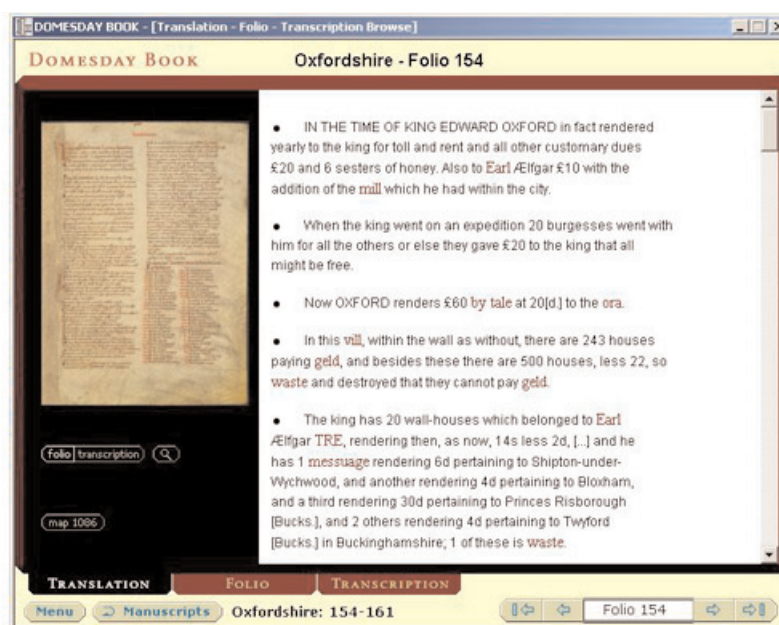 DOMESDAY BOOK - [Translation - Folio - Transcription Browse]
DOMESDAY BOOK
Oxfordshire - Folio 154
• IN THE TIME OF KING EDWARD OXFORD in fact rendered
yearly to the king for toll and rent and all other customary dues
£20 and 6 sesters of honey. Also to Earl Ælfgar £10 with the
addition of the mill which he had within the city.
• When the king went on an expedition 20 burgesses went with
him for all the others or else they gave £20 to the king that all
might be free.
• Now OXFORD renders £60 by tale at 20[d.] to the ora.
• In this vill, within the wall as without, there are 243 houses
paying geld, and besides these there are 500 houses, less 22, so
waste and destroyed that they cannot pay geld.
• The king has 20 wall-houses which belonged to Earl
Ælfgar TRE, rendering then, as now, 14s less 2d, [...] and he
has 1 messuage rendering 6d pertaining to Shipton-under-
Wychwood, and another rendering 4d pertaining to Bloxham,
and a third rendering 30d pertaining to Princes Risborough
[Bucks.], and 2 others rendering 4d pertaining to Twyford
[Bucks.] in Buckinghamshire; 1 of these is waste.
folio transcription
map 1086
TRANSLATION FOLIO TRANSCRIPTION
Menu Manuscripts Oxfordshire: 154-161 Folio 154